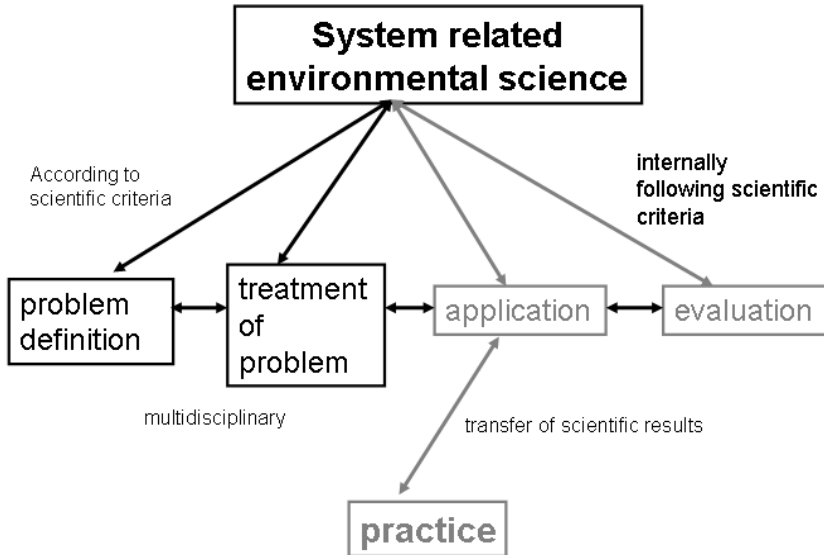 System related
environmental science
According to
scientific criteria
internally
following scientific
criteria
problem
definition
treatment
of
problem
application
evaluation
multidisciplinary
transfer of scientific results
practice